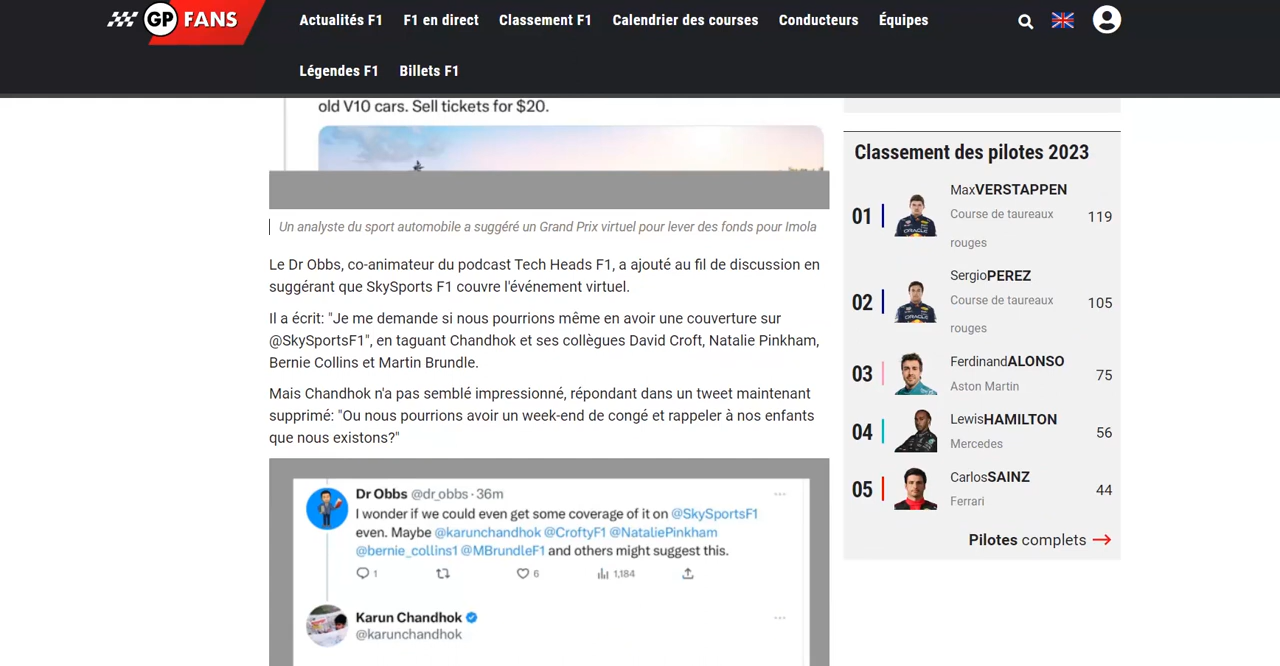 GP FANS
Actualités F1 F1 en direct Classement F1 Calendrier des courses Conducteurs Équipes
Légendes F1 Billets F1
old V10 cars. Sell tickets for $20.
Un analyste du sport automobile a suggéré un Grand Prix virtuel pour lever des fonds pour Imola
Le Dr Obbs, co-animateur du podcast Tech Heads F1, a ajouté au fil de discussion en
suggérant que SkySports F1 couvre l'événement virtuel.
Il a écrit: "Je me demande si nous pourrions même en avoir une couverture sur
@SkySportsF1", en taguant Chandhok et ses collègues David Croft, Natalie Pinkham,
Bernie Collins et Martin Brundle.
Mais Chandhok n'a pas semblé impressionné, répondant dans un tweet maintenant
supprimé: "Ou nous pourrions avoir un week-end de congé et rappeler à nos enfants
que nous existons?"
Dr Obbs @dr_obbs · 36m
I wonder if we could even get some coverage of it on @SkySportsF1
even. Maybe @karunchandhok @CroftyF1 @NataliePinkham
@bernie_collins1 @MBrundleF1 and others might suggest this.
1 6 1,184
Karun Chandhok
@karunchandhok
Classement des pilotes 2023
01 MaxVERSTAPPEN
Course de taureaux
rouges
119
02 SergioPEREZ
Course de taureaux
rouges
105
03 FerdinandALONSO
Aston Martin
75
04 LewisHAMILTON
Mercedes
56
05 CarlosSAINZ
Ferrari
44
Pilotes complets